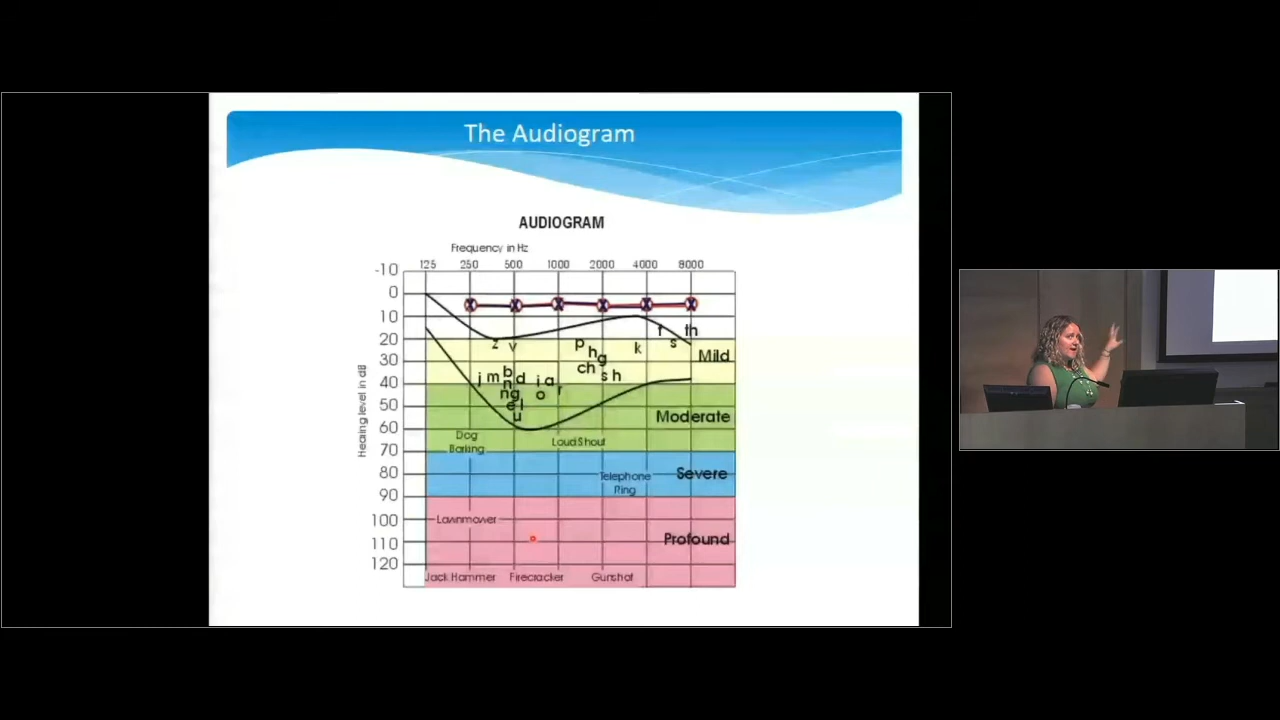 The Audiogram
AUDIOGRAM
Frequency in Hz
125 250 500 1000 2000 4000 8000
Hearing level in dB
-10
0
10
20
30
40
50
60
70
80
90
100
110
120
f th
z v p h g k s
Mild
j m b d i a ch s h
n
ng o r
e l
u
Moderate
Dog Barking
Loud Shout
Telephone Ring
Severe
Lawnmower
Profound
Jack Hammer Firecracker Gunshot